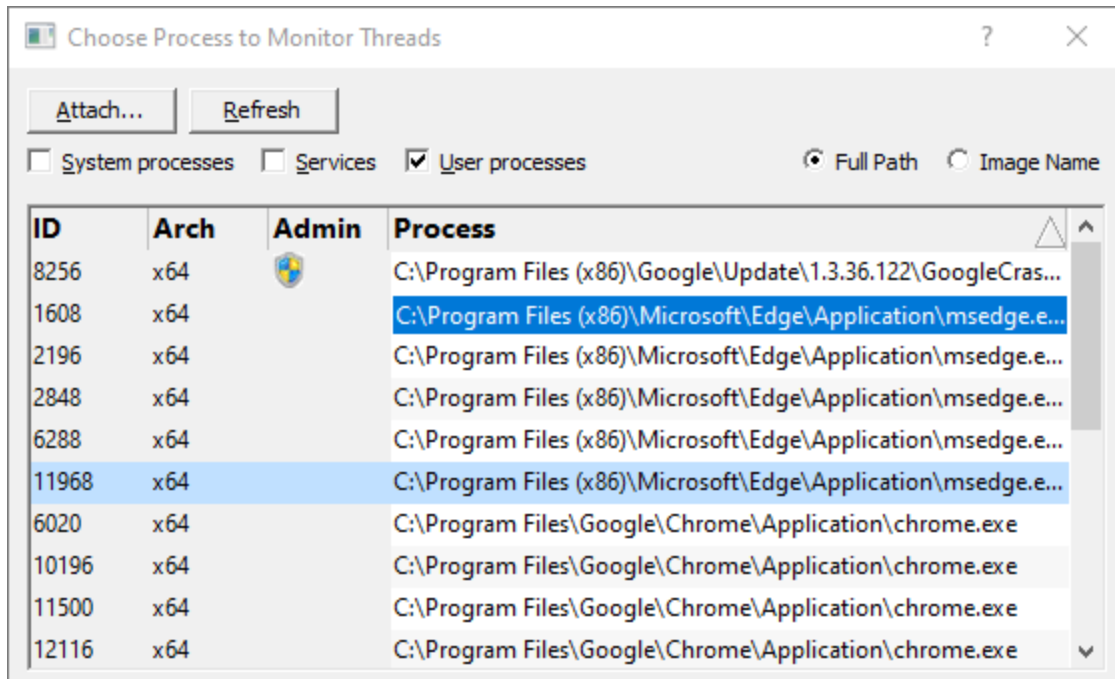 Choose Process to Monitor Threads ?
Attach... Refresh
System processes Services User processes Full Path Image Name
ID Arch Admin Process
8256 x64 C:\Program Files (x86)\Google\Update\1.3.36.122\GoogleCras...
1608 x64 C:\Program Files (x86)\Microsoft\Edge\Application\msedge.e...
2196 x64 C:\Program Files (x86)\Microsoft\Edge\Application\msedge.e...
2848 x64 C:\Program Files (x86)\Microsoft\Edge\Application\msedge.e...
6288 x64 C:\Program Files (x86)\Microsoft\Edge\Application\msedge.e...
11968 x64 C:\Program Files (x86)\Microsoft\Edge\Application\msedge.e...
6020 x64 C:\Program Files\Google\Chrome\Application\chrome.exe
10196 x64 C:\Program Files\Google\Chrome\Application\chrome.exe
11500 x64 C:\Program Files\Google\Chrome\Application\chrome.exe
12116 x64 C:\Program Files\Google\Chrome\Application\chrome.exe